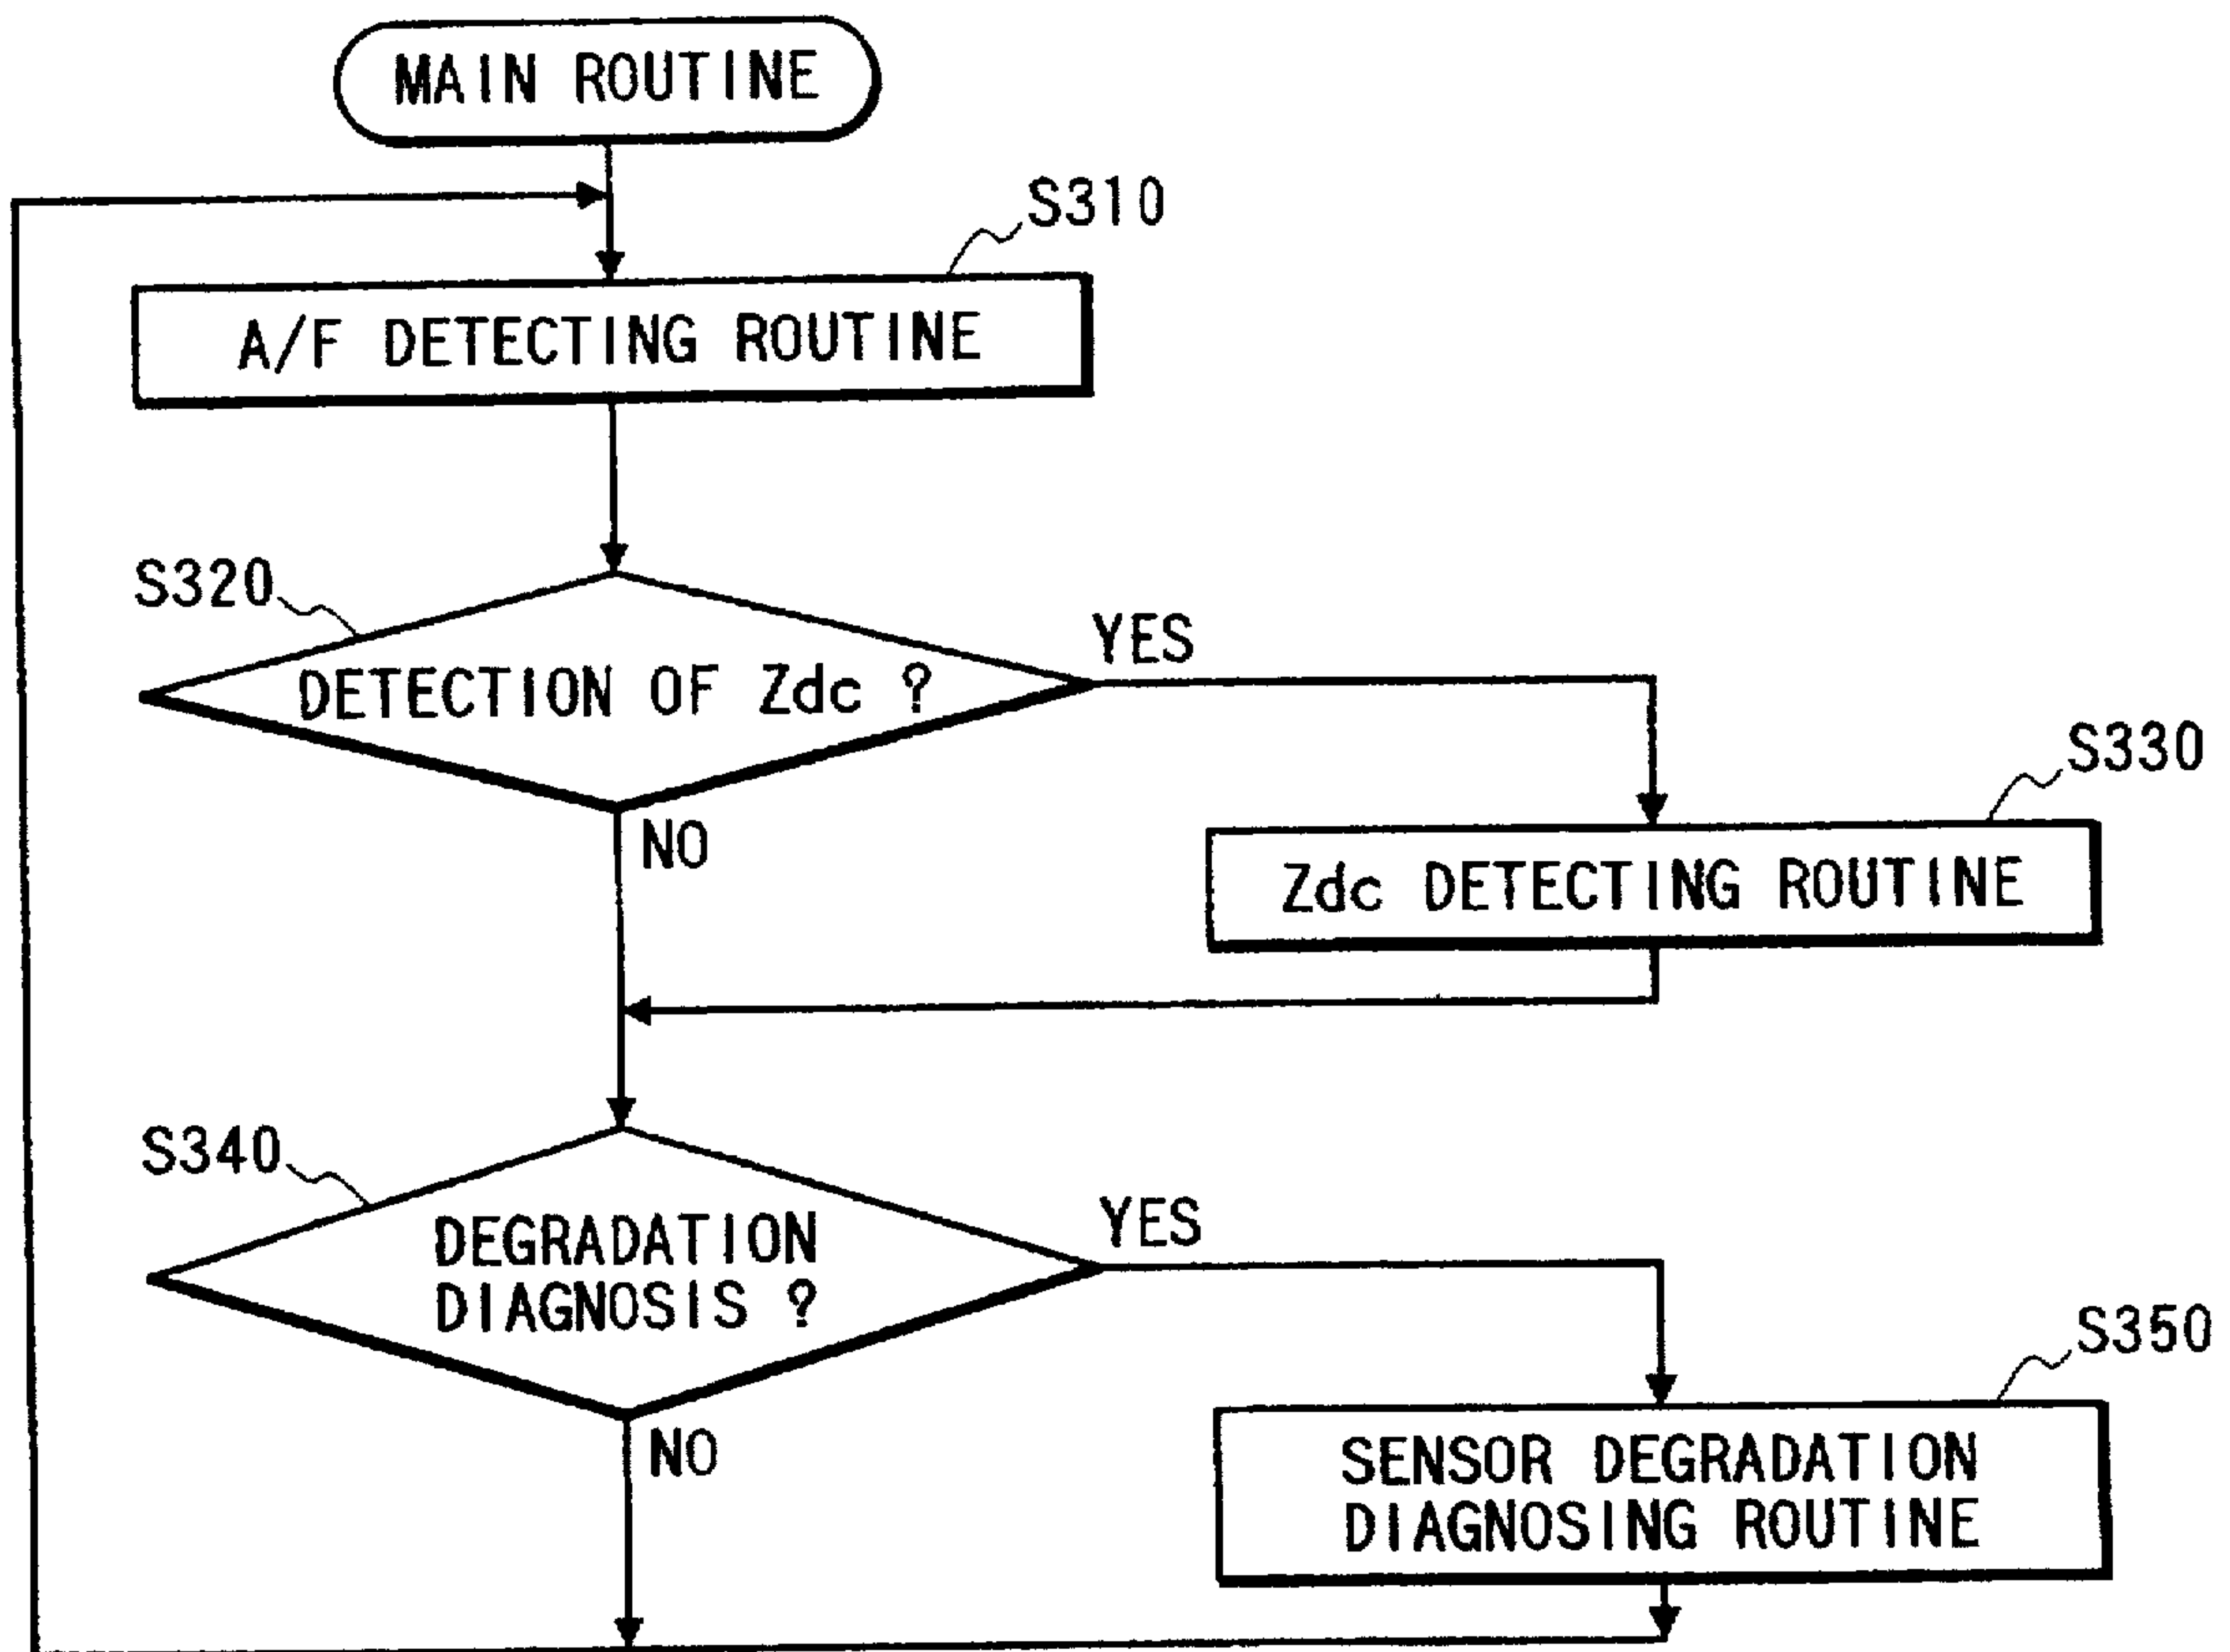 MAIN ROUTINE
S310
A/F DETECTING ROUTINE
S320
DETECTION OF Zdc ?
YES
NO
S330
Zdc DETECTING ROUTINE
S340
DEGRADATION
DIAGNOSIS ?
YES
NO
S350
SENSOR DEGRADATION
DIAGNOSING ROUTINE